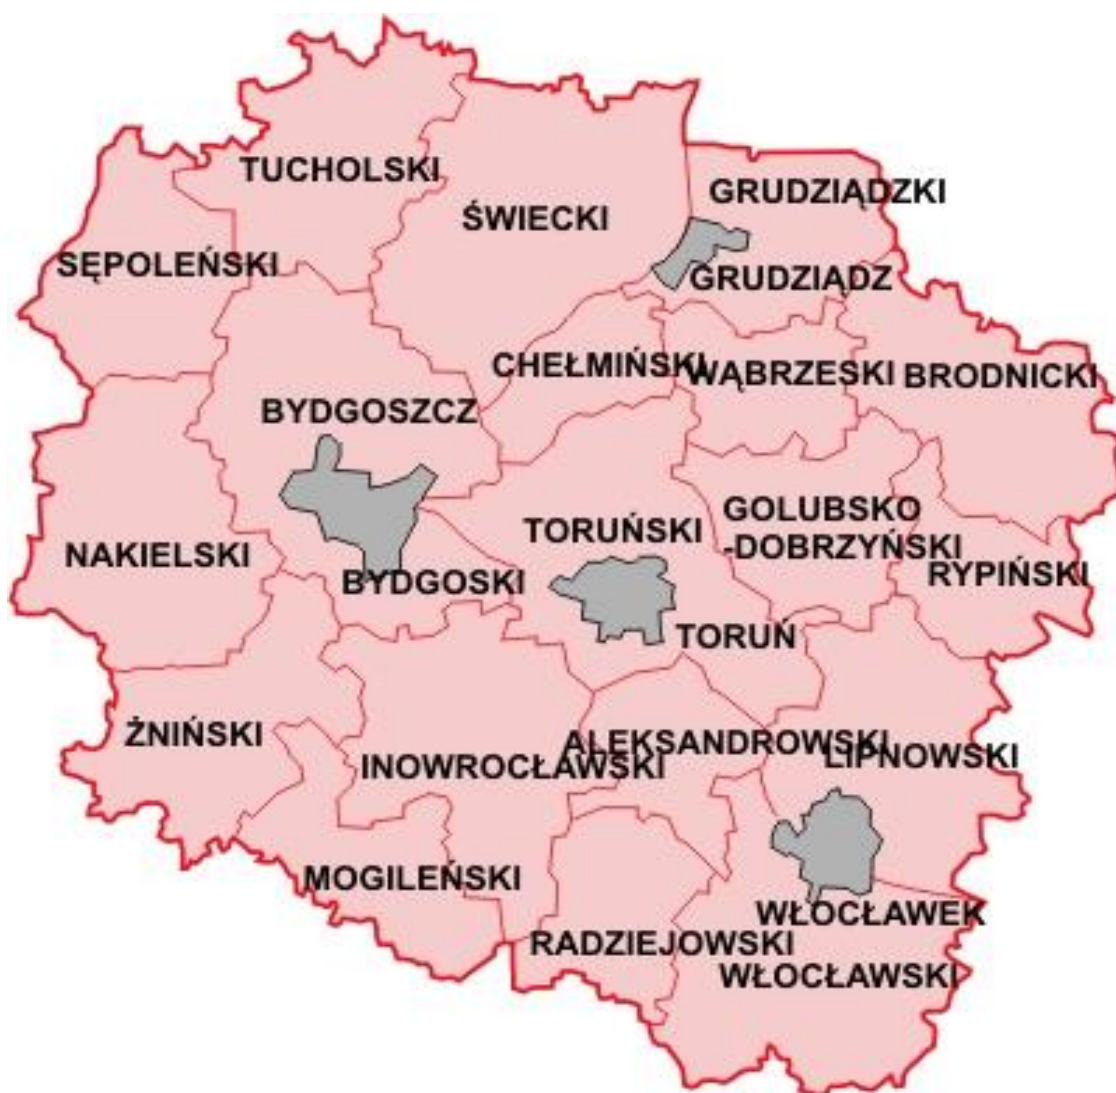 TUCHOLSKI
GRUDZIĄDZKI
ŚWIECKI
SĘPOLEŃSKI
GRUDZIĄDZ
CHEŁMIŃSKI
WĄBRZESKI
BRODNICKI
BYDGOSZCZ
GOLUBSKO
-DOBRZYŃSKI
TORUŃSKI
NAKIELSKI
RYPIŃSKI
BYDGOSKI
TORUŃ
ŻNIŃSKI
ALEKSANDROWSKI
LIPNOWSKI
INOWROCŁAWSKI
MOGILEŃSKI
WŁOCŁAWEK
RADZIEJOWSKI
WŁOCŁAWSKI